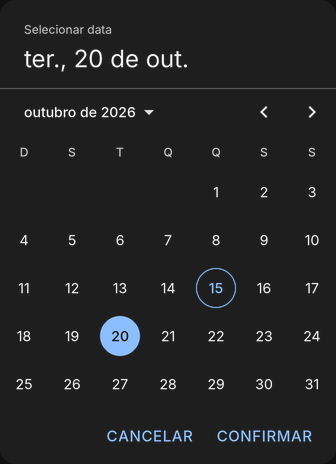 Selecionar data
ter., 20 de out.
outubro de 2026
D S T Q Q S S
1 2 3
4 5 6 7 8 9 10
11 12 13 14 15 16 17
18 19 20 21 22 23 24
25 26 27 28 29 30 31
CANCELAR CONFIRMAR